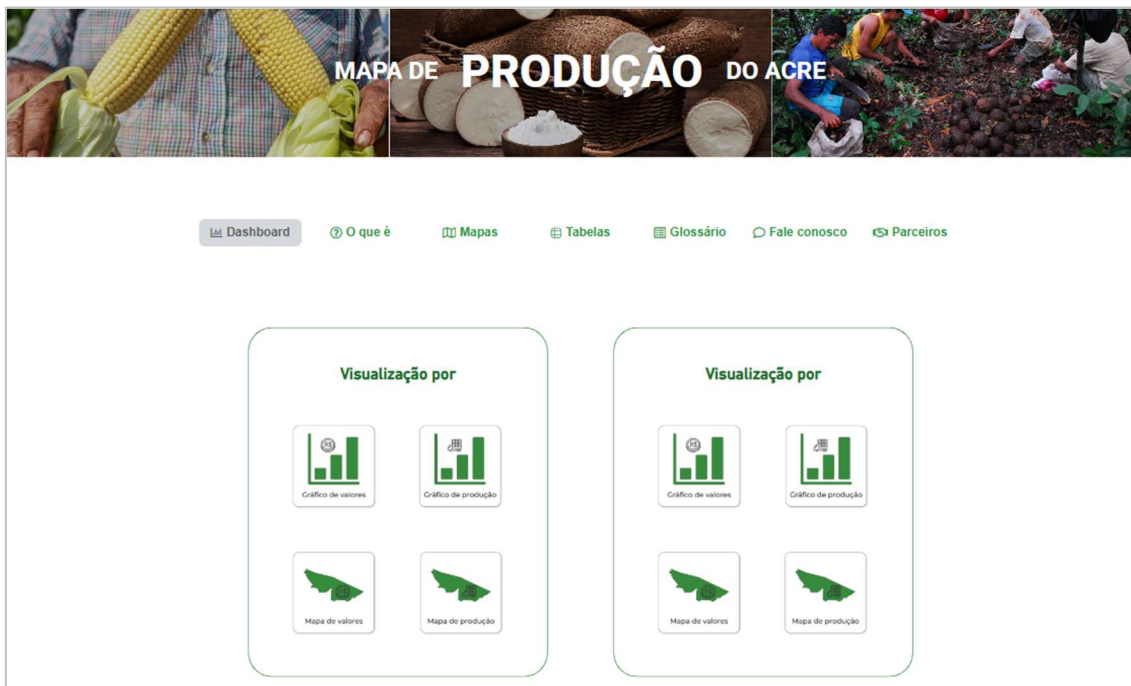 MAPA DE PRODUÇÃO DO ACRE
Dashboard O que é Mapas Tabelas Glossário Fale conosco Parceiros
Visualização por
R$
Gráfico de valores Gráfico de produção
Mapa de valores Mapa de produção
Visualização por
R$
Gráfico de valores Gráfico de produção
Mapa de valores Mapa de produção